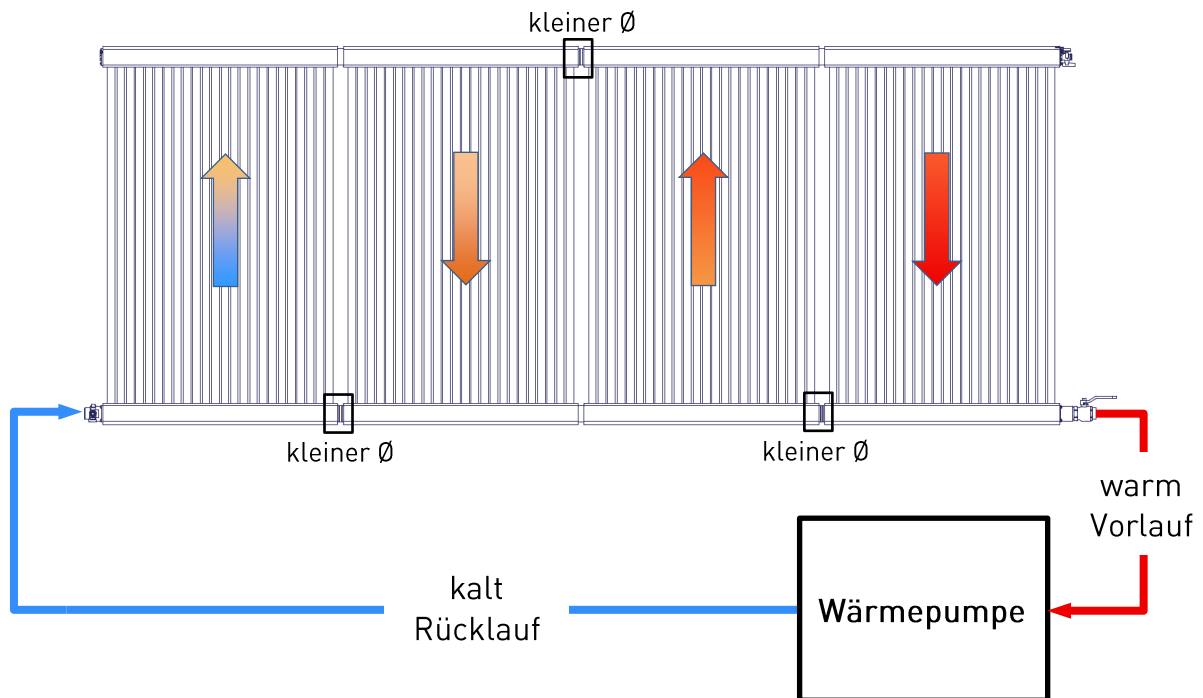 kleiner Ø
kleiner Ø
kleiner Ø
warm
Vorlauf
kalt
Rücklauf
Wärmepumpe